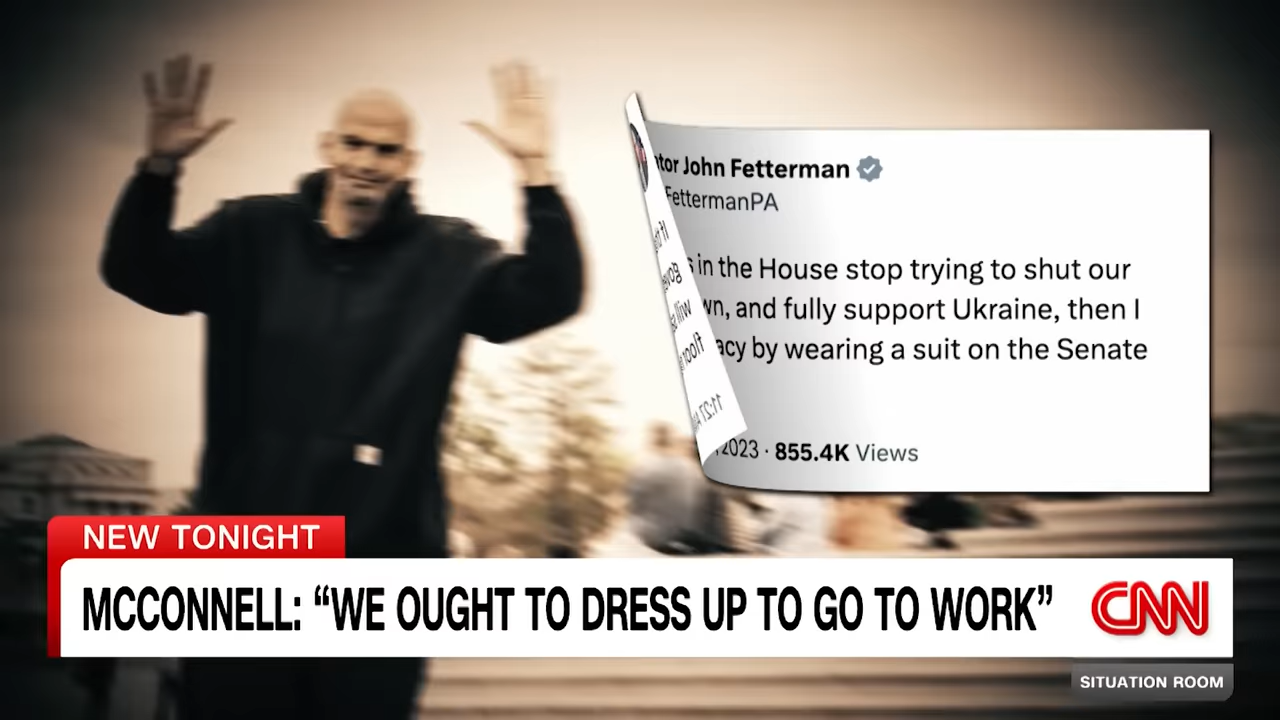 tor John Fetterman
FettermanPA
in the House stop trying to shut our
wn, and fully support Ukraine, then I
acy by wearing a suit on the Senate
2023 · 855.4K Views
NEW TONIGHT
MCCONNELL: “WE OUGHT TO DRESS UP TO GO TO WORK”
CNN
SITUATION ROOM